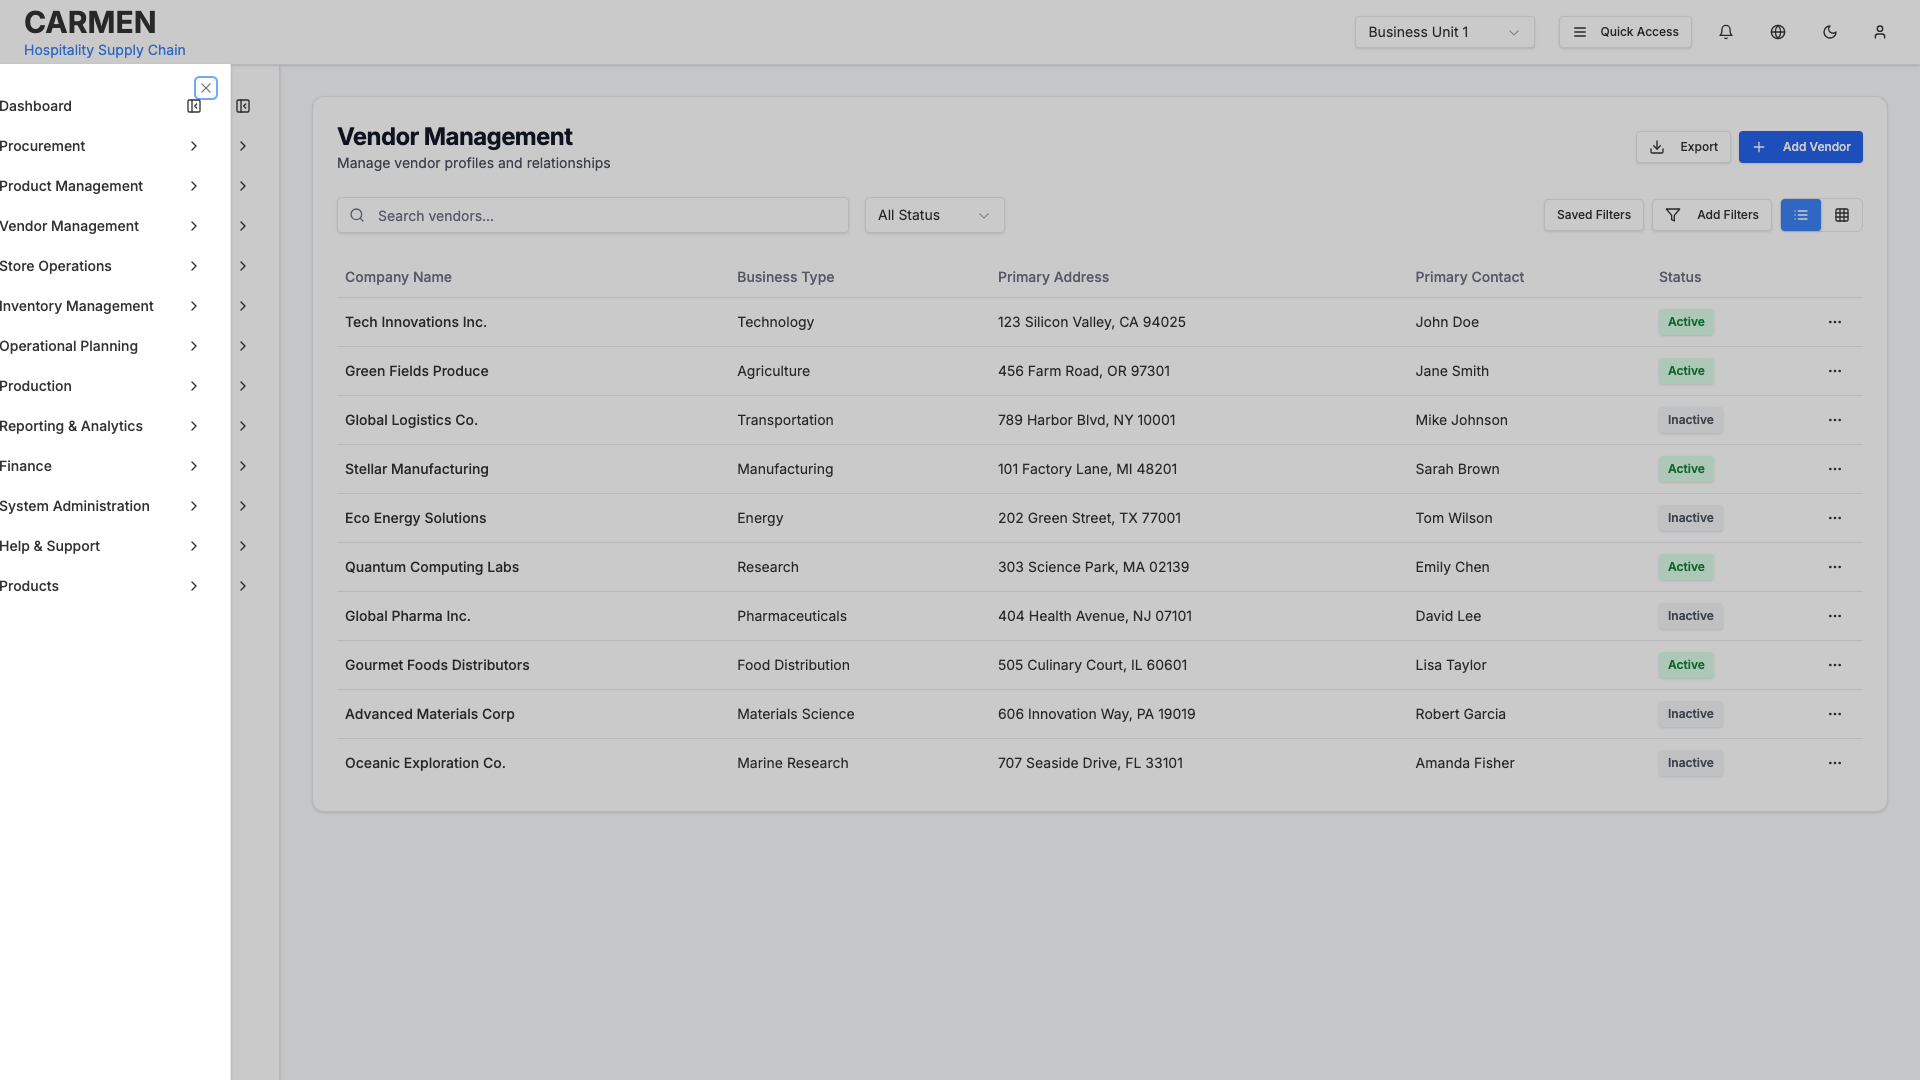 CARMEN
Hospitality Supply Chain
Business Unit 1
Quick Access
Dashboard
Procurement
Product Management
Vendor Management
Store Operations
Inventory Management
Operational Planning
Production
Reporting & Analytics
Finance
System Administration
Help & Support
Products
Vendor Management
Manage vendor profiles and relationships
Export
Add Vendor
Search vendors...
All Status
Saved Filters
Add Filters
Company Name Business Type Primary Address Primary Contact Status
Tech Innovations Inc. Technology 123 Silicon Valley, CA 94025 John Doe Active
Green Fields Produce Agriculture 456 Farm Road, OR 97301 Jane Smith Active
Global Logistics Co. Transportation 789 Harbor Blvd, NY 10001 Mike Johnson Inactive
Stellar Manufacturing Manufacturing 101 Factory Lane, MI 48201 Sarah Brown Active
Eco Energy Solutions Energy 202 Green Street, TX 77001 Tom Wilson Inactive
Quantum Computing Labs Research 303 Science Park, MA 02139 Emily Chen Active
Global Pharma Inc. Pharmaceuticals 404 Health Avenue, NJ 07101 David Lee Inactive
Gourmet Foods Distributors Food Distribution 505 Culinary Court, IL 60601 Lisa Taylor Active
Advanced Materials Corp Materials Science 606 Innovation Way, PA 19019 Robert Garcia Inactive
Oceanic Exploration Co. Marine Research 707 Seaside Drive, FL 33101 Amanda Fisher Inactive